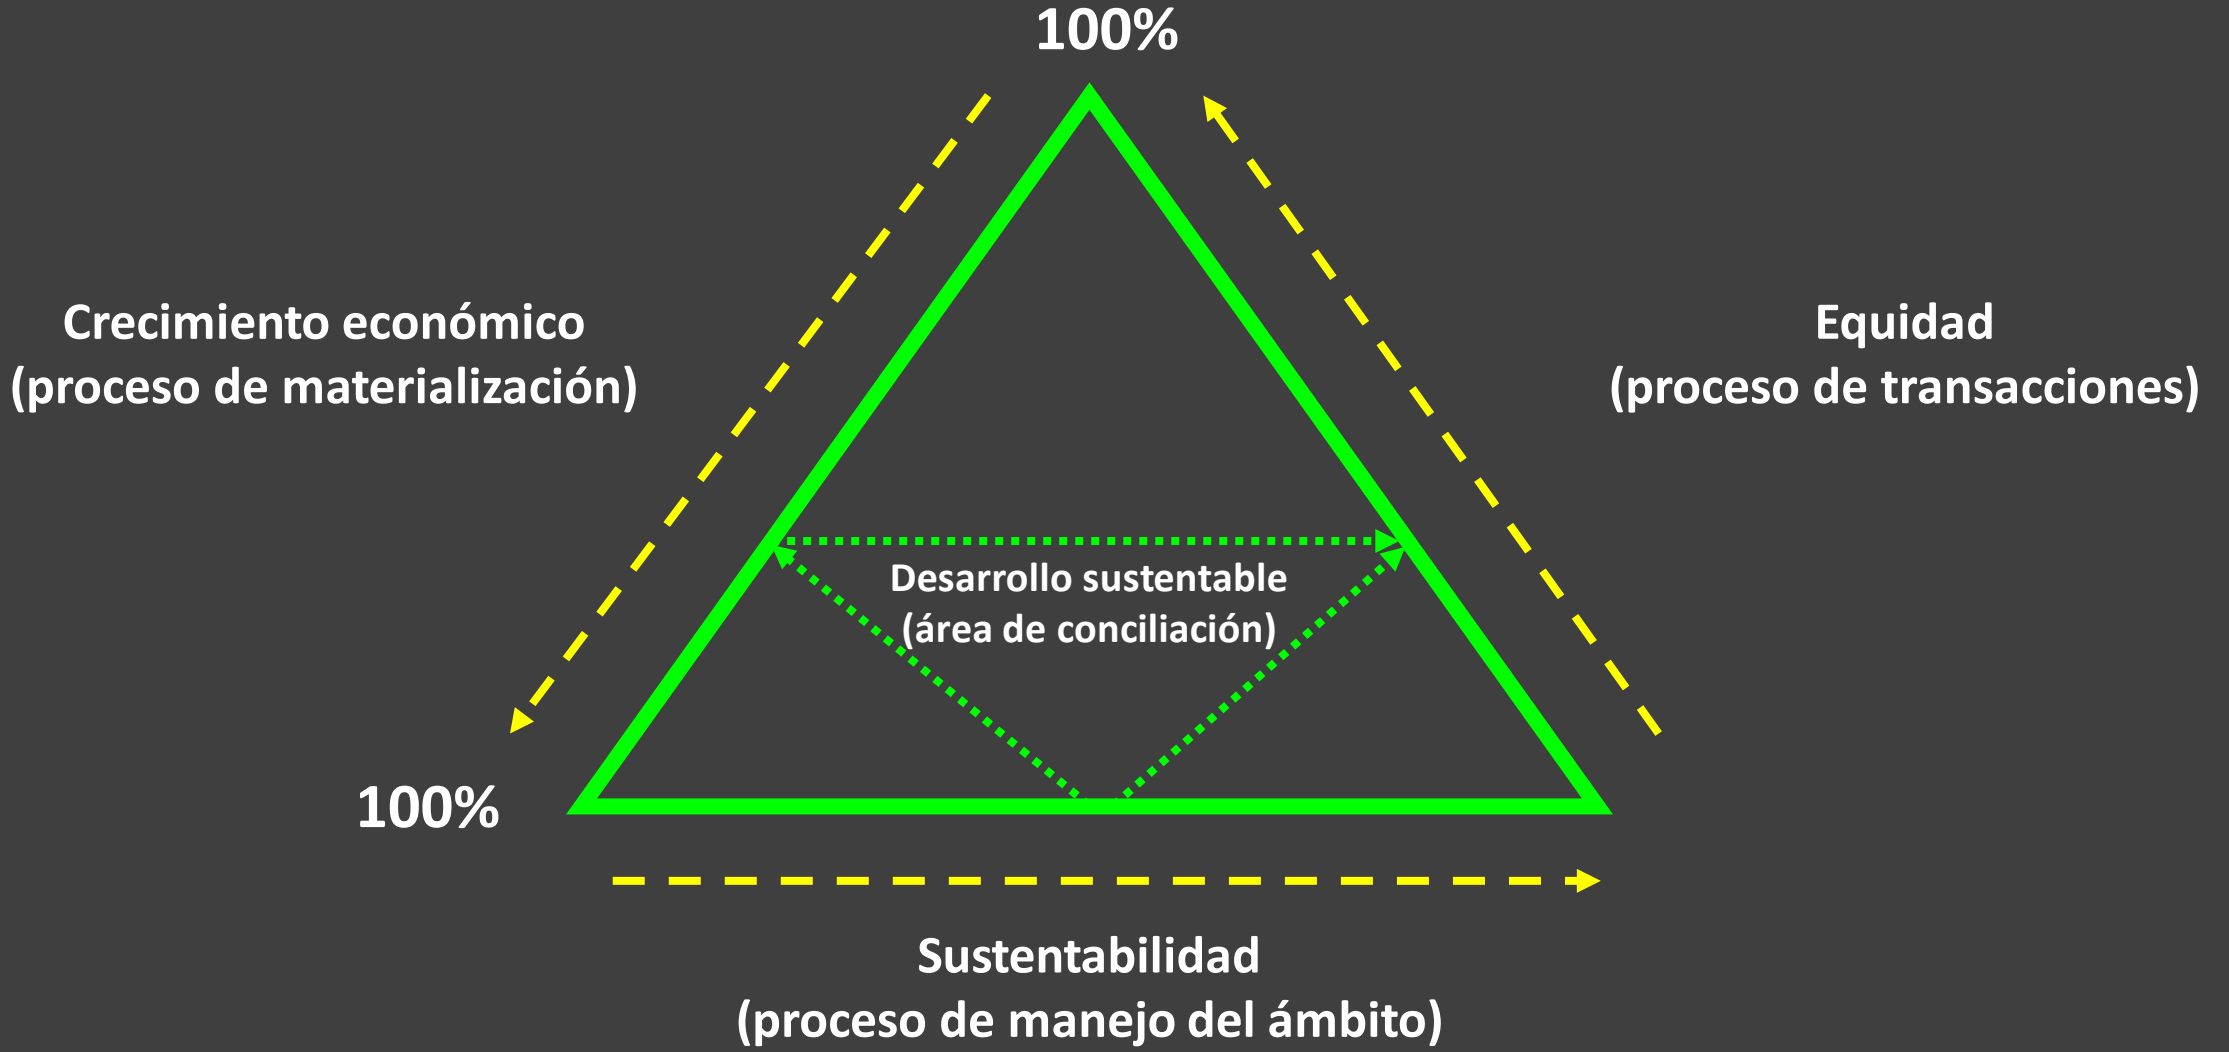 100%
Crecimiento económico
(proceso de materialización)
Equidad
(proceso de transacciones)
Desarrollo sustentable
(área de conciliación)
100%
Sustentabilidad
(proceso de manejo del ámbito)